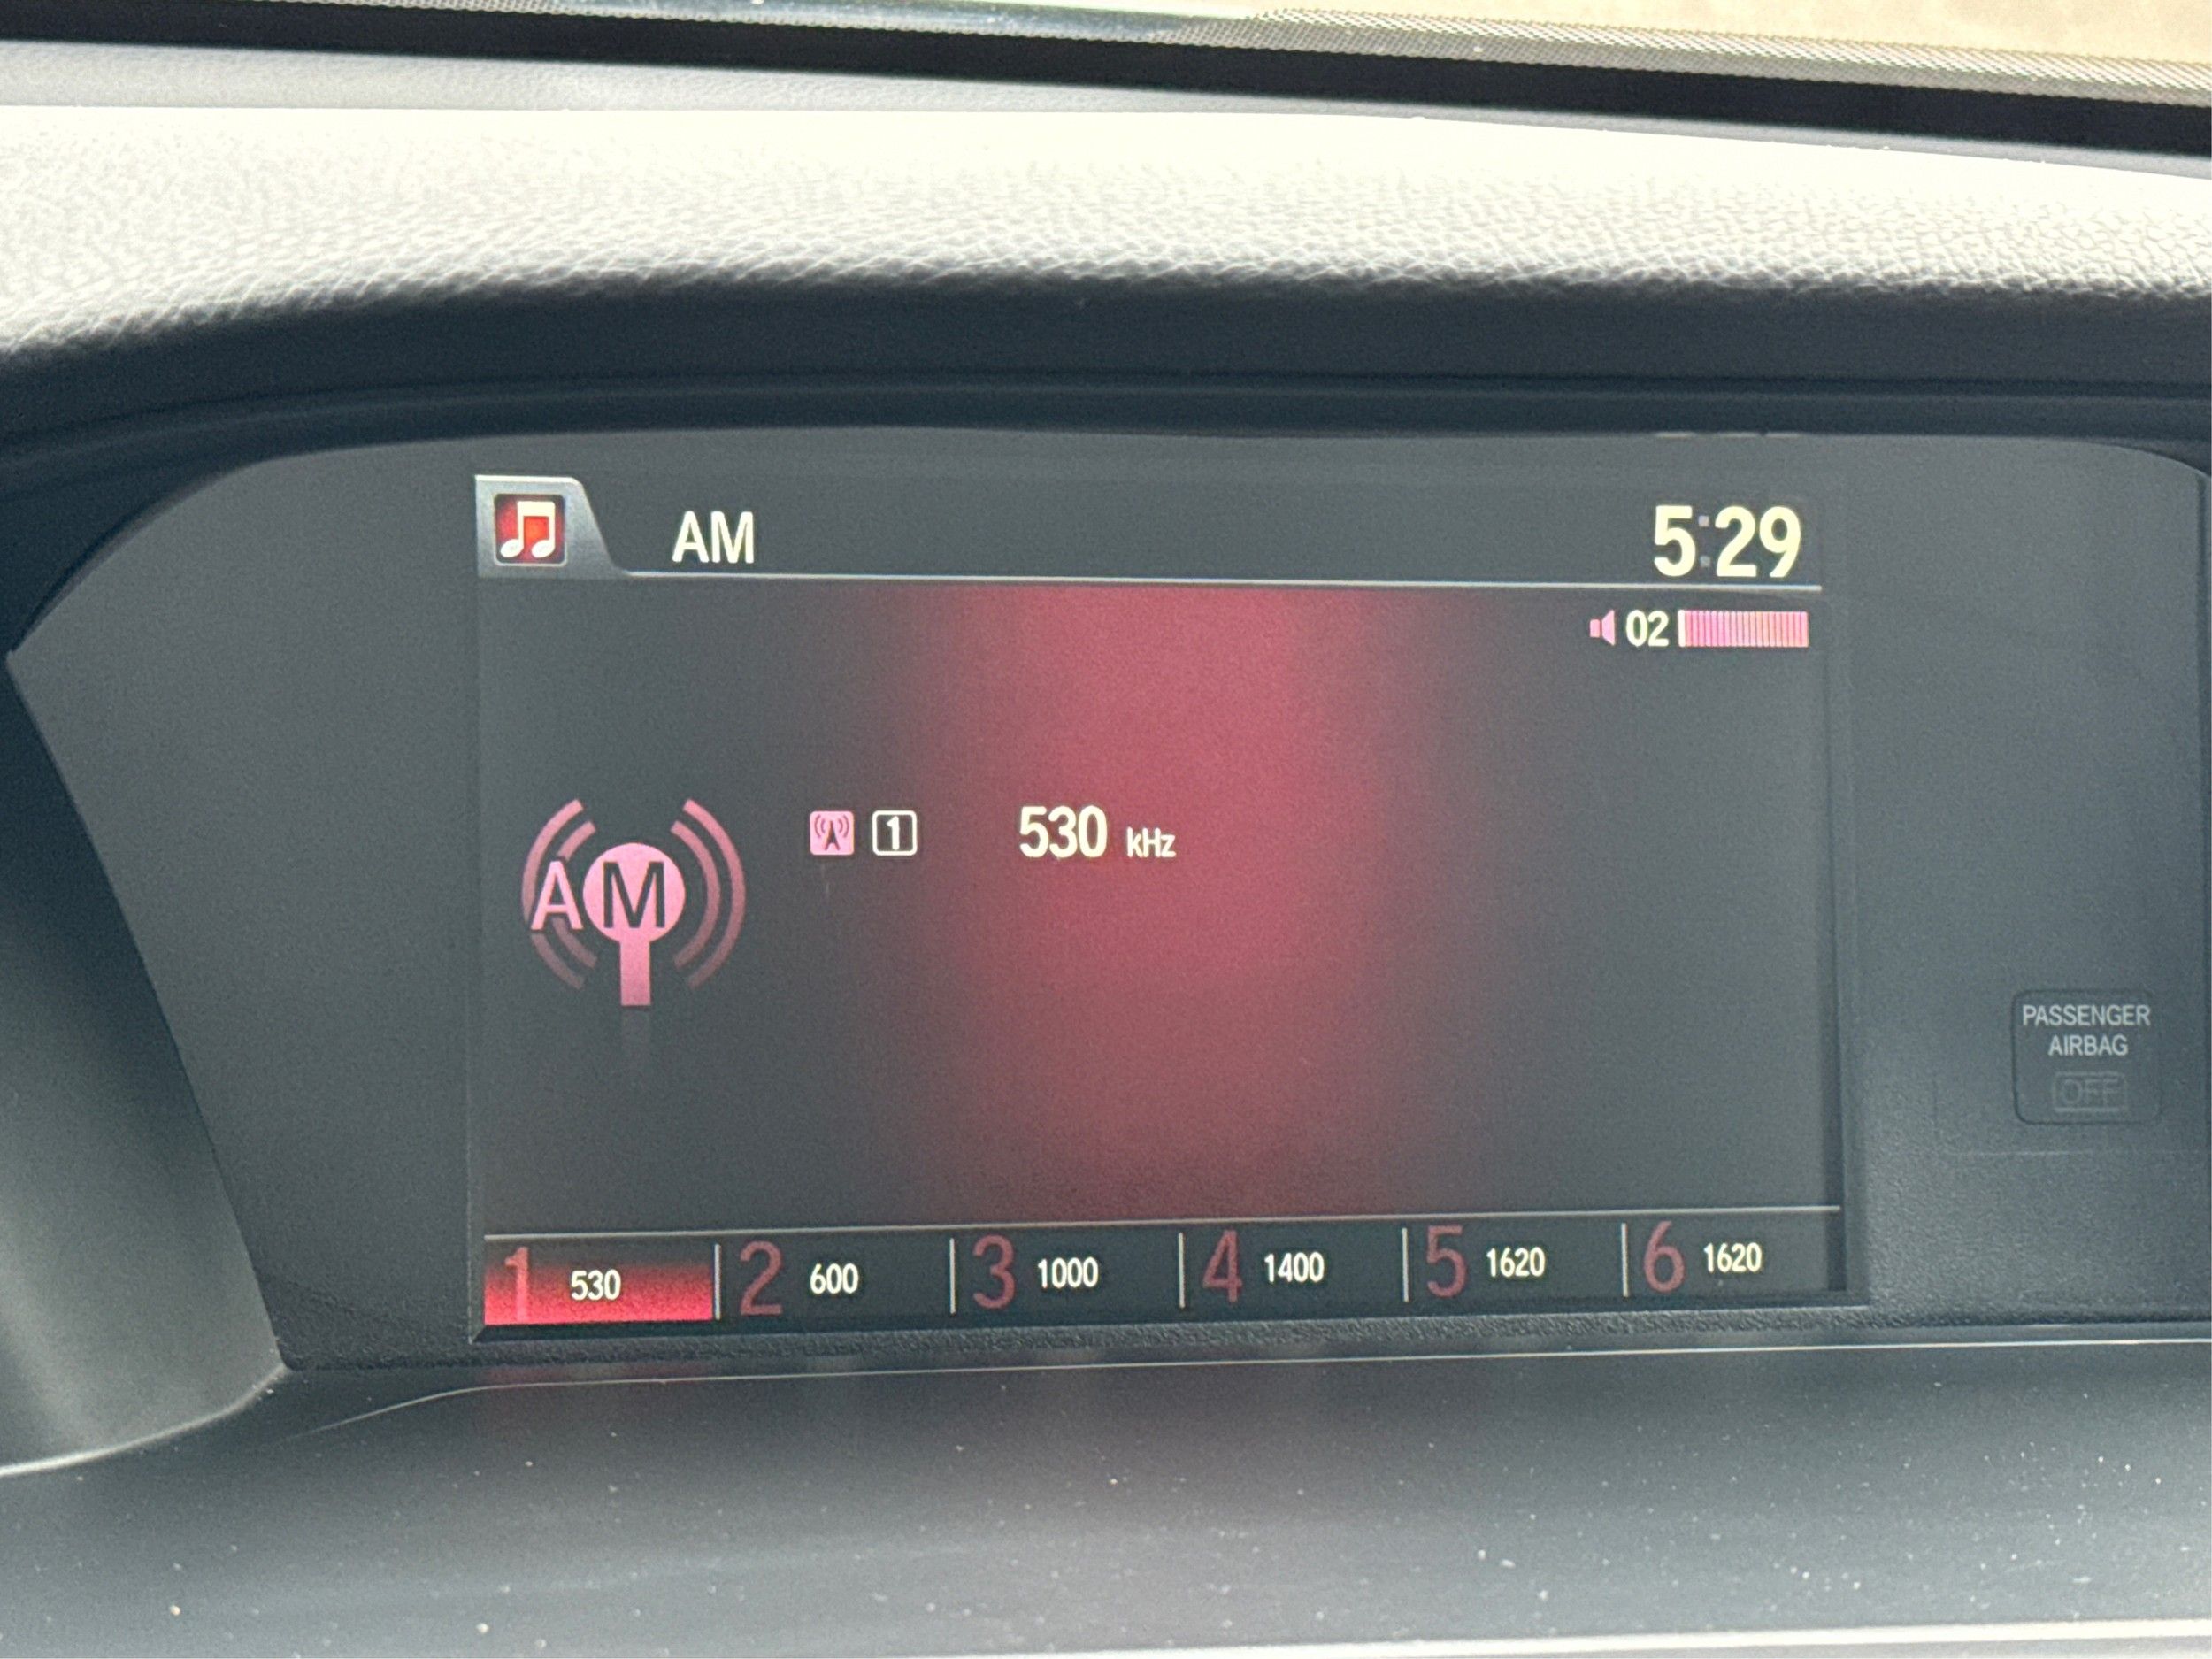 AM 5:29
02
1 530 kHz
AM
PASSENGER
AIRBAG
OFF
1 530 2 600 3 1000 4 1400 5 1620 6 1620